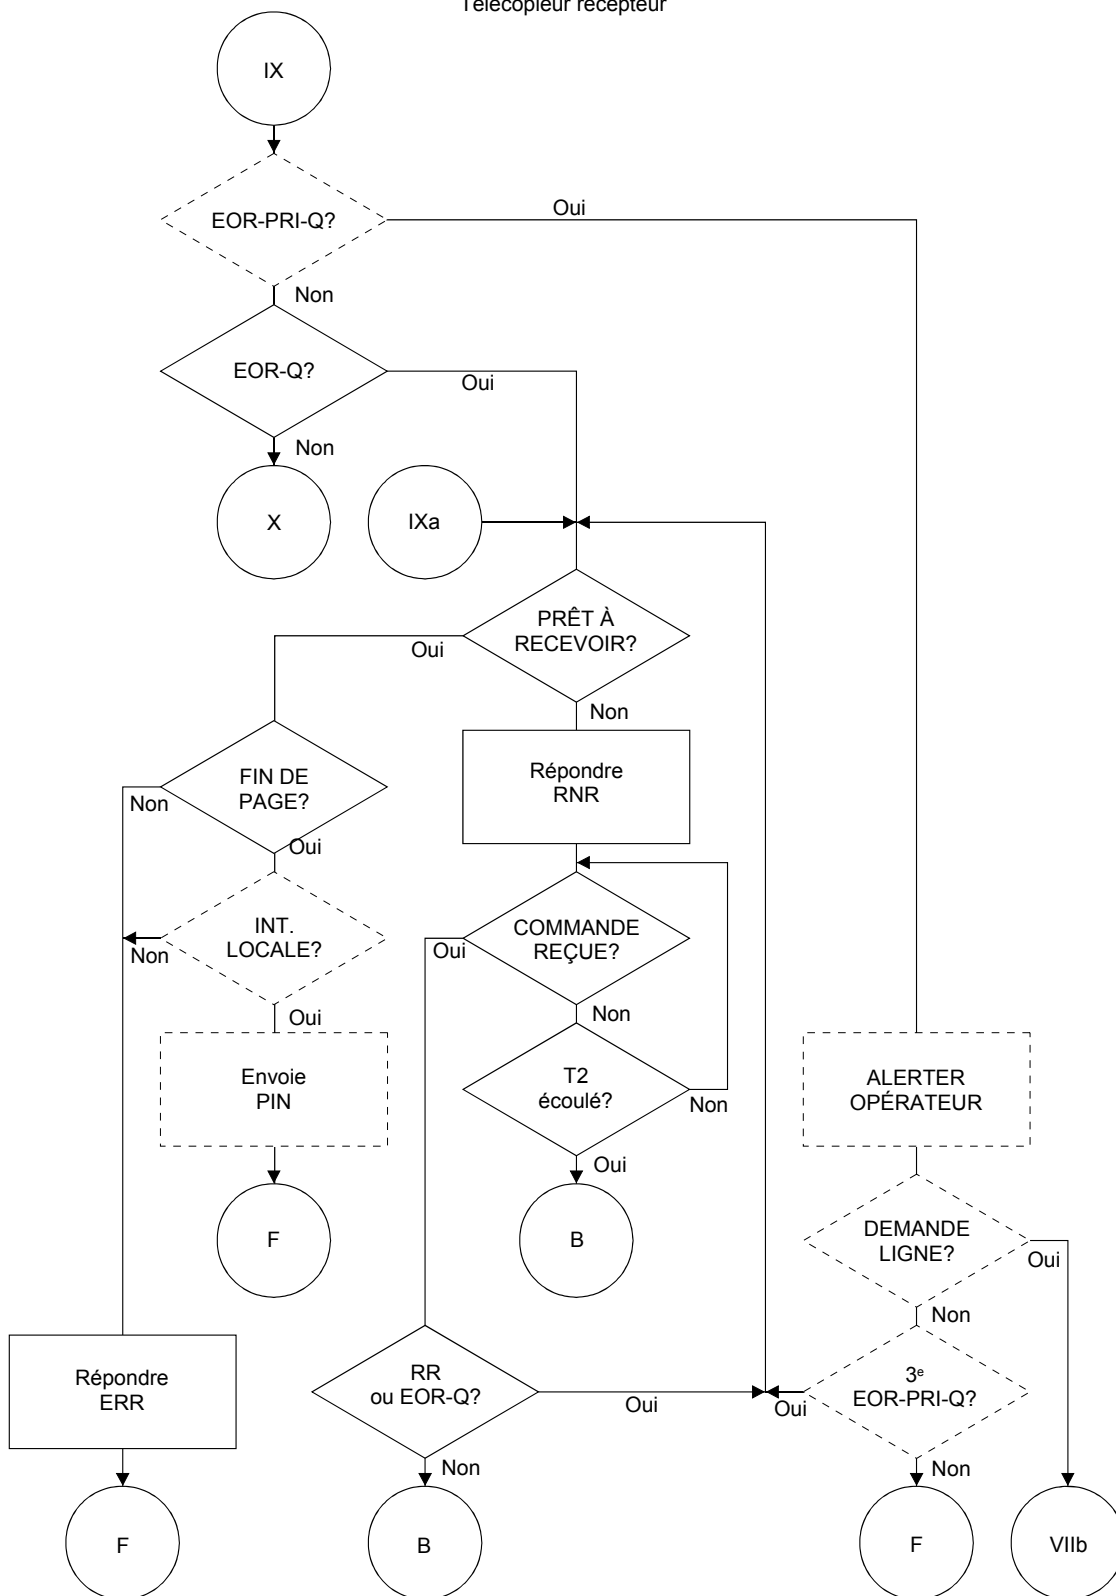 Télécopieur récepteur
IX
EOR-PRI-Q?
Oui
Non
EOR-Q?
Oui
Non
X
IXa
PRÊT À
RECEVOIR?
Oui
Non
FIN DE
PAGE?
Non
Oui
Répondre
RNR
INT.
LOCALE?
Non
Oui
COMMANDE
REÇUE?
Oui
Non
Envoie
PIN
T2
écoulé?
Non
Oui
ALERTER
OPÉRATEUR
F
B
DEMANDE
LIGNE?
Oui
Non
Répondre
ERR
RR
ou EOR-Q?
Oui
Non
3e
EOR-PRI-Q?
Oui
Non
F
B
F
VIIb